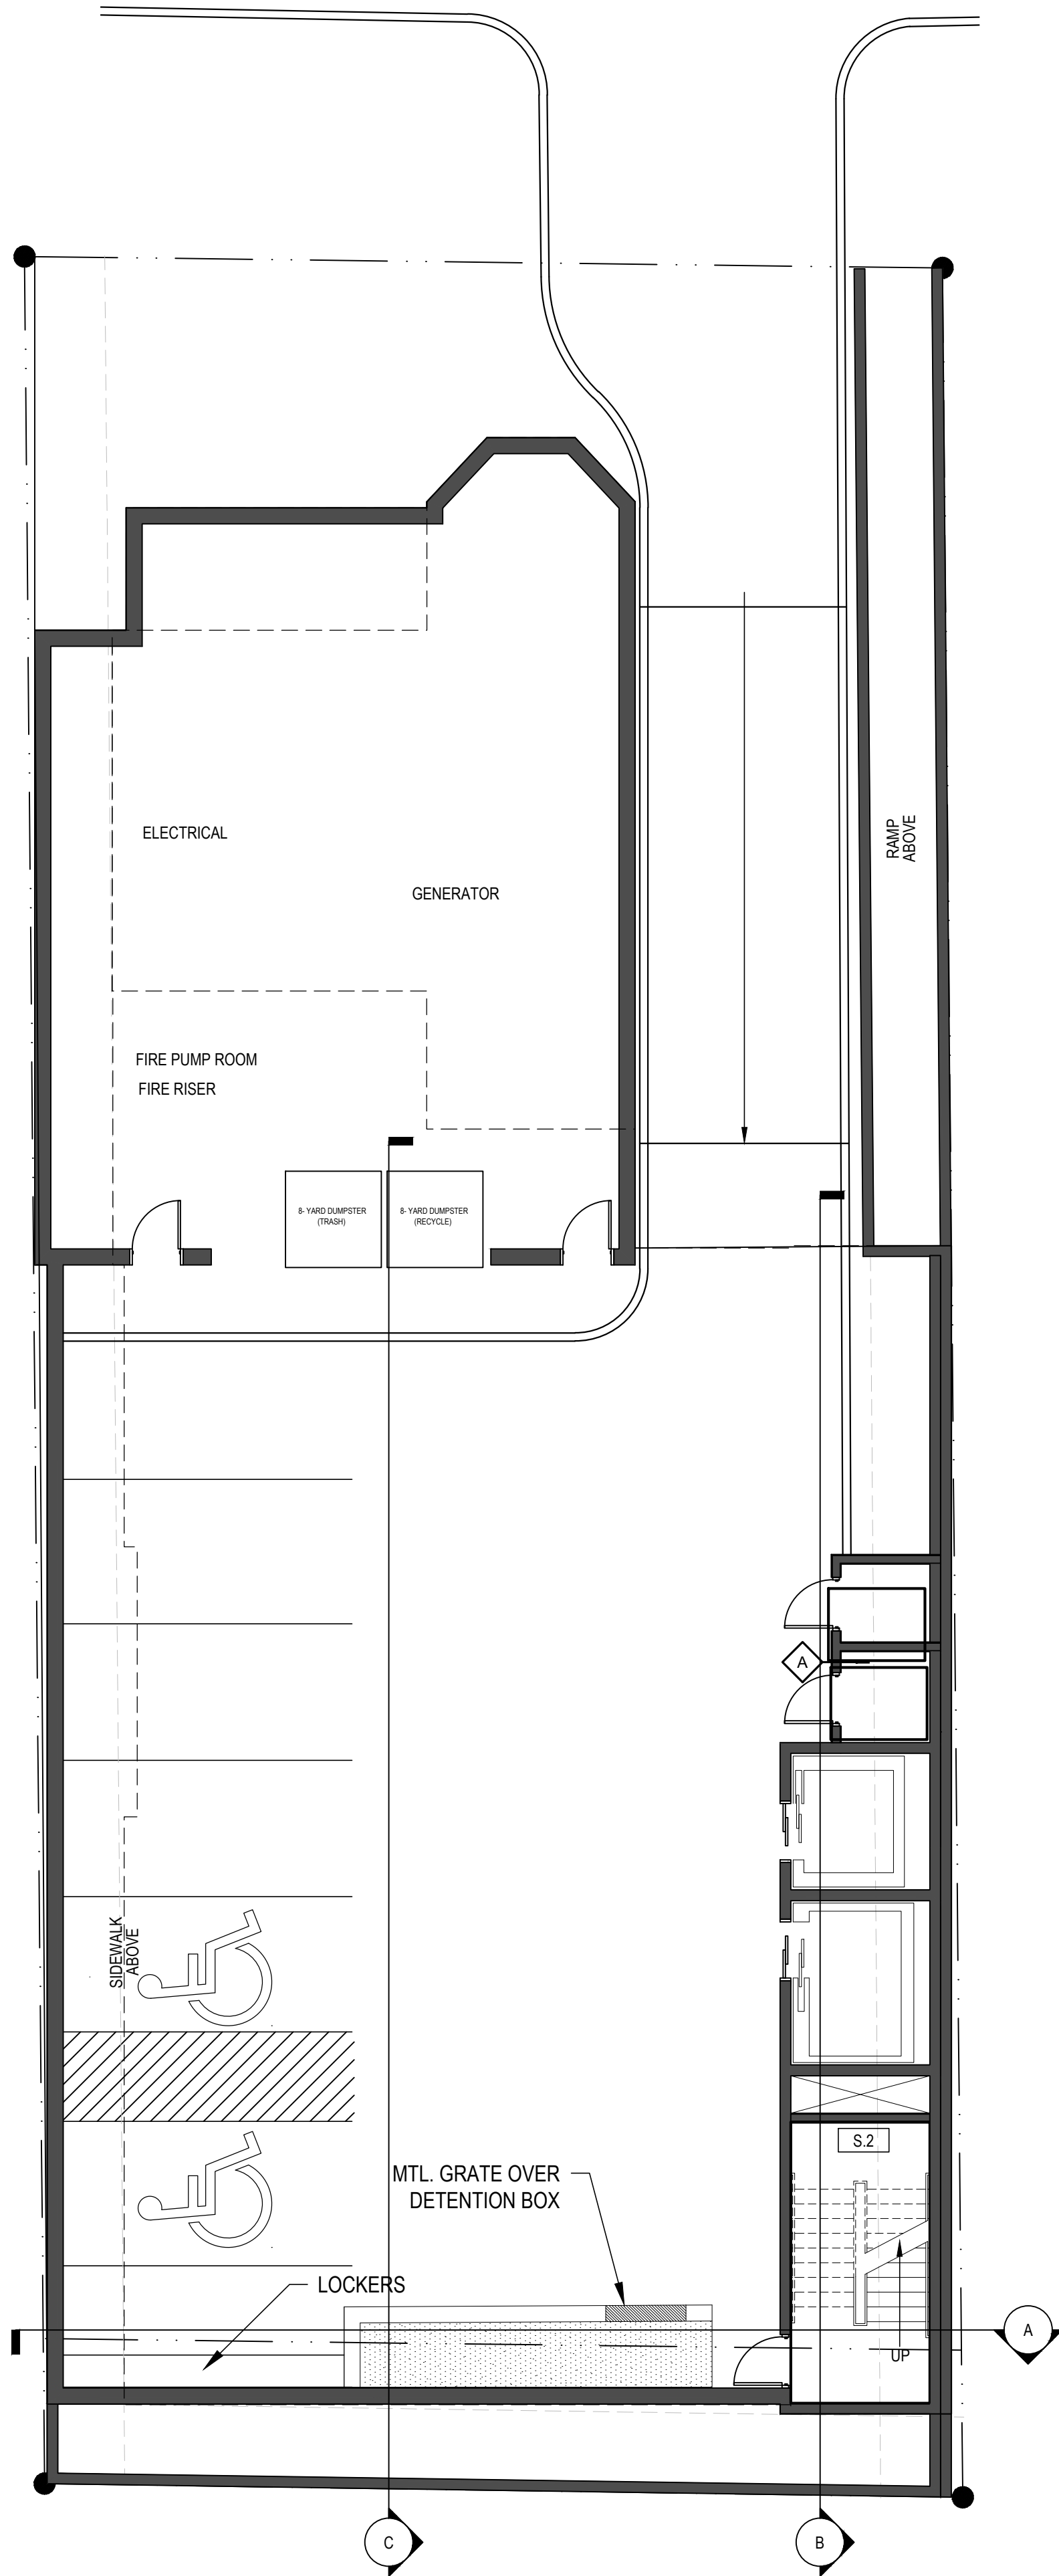 ELECTRICAL
RAMP
ABOVE
GENERATOR
FIRE PUMP ROOM
FIRE RISER
8- YARD DUMPSTER
(TRASH)
8- YARD DUMPSTER
(RECYCLE)
A
SIDEWALK
ABOVE
S.2
MTL. GRATE OVER
DETENTION BOX
LOCKERS
A
UP
C
B